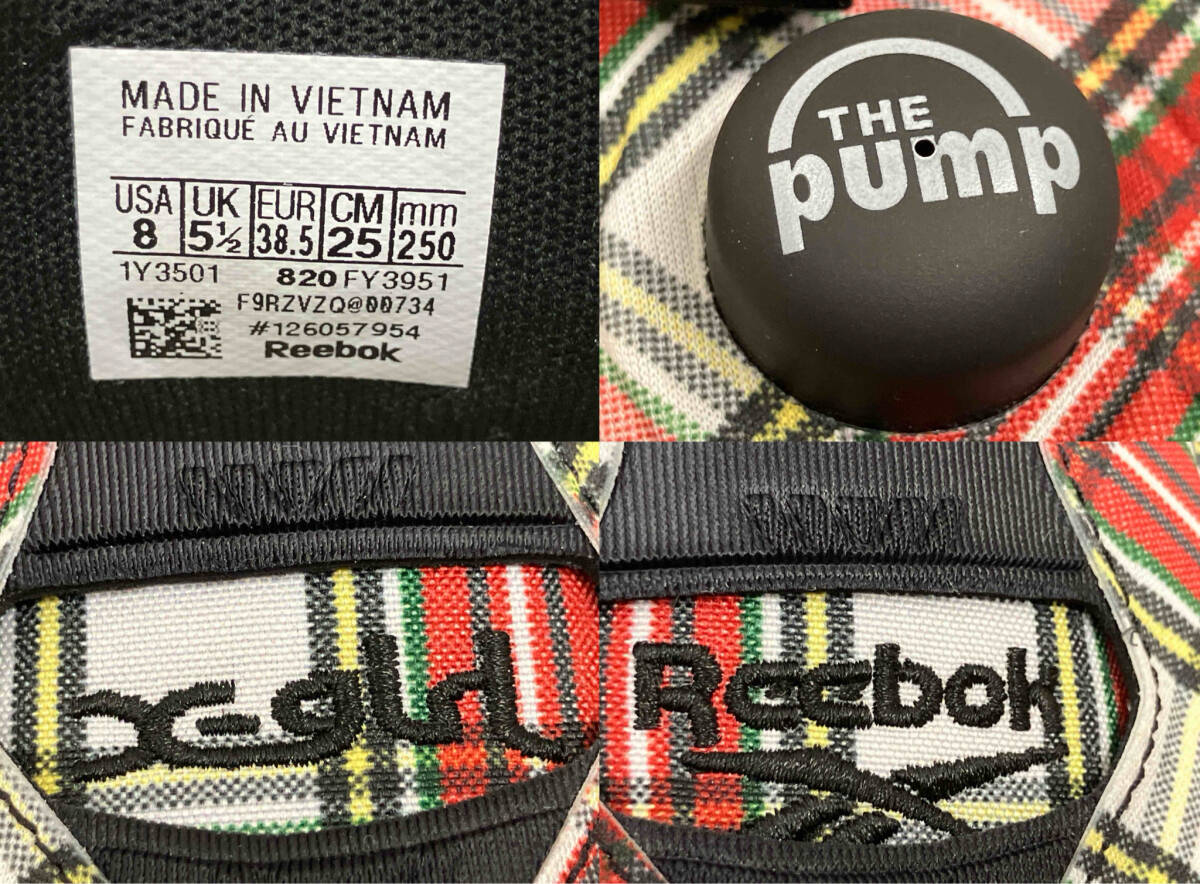 MADE IN VIETNAM
FABRIQUÉ AU VIETNAM
USA UK EUR CM mm
8 5½ 38.5 25 250
1Y3501 820 FY3951
F9RZVZQ@00734
#126057954
Reebok
THE
pump
X-girl
Reebok